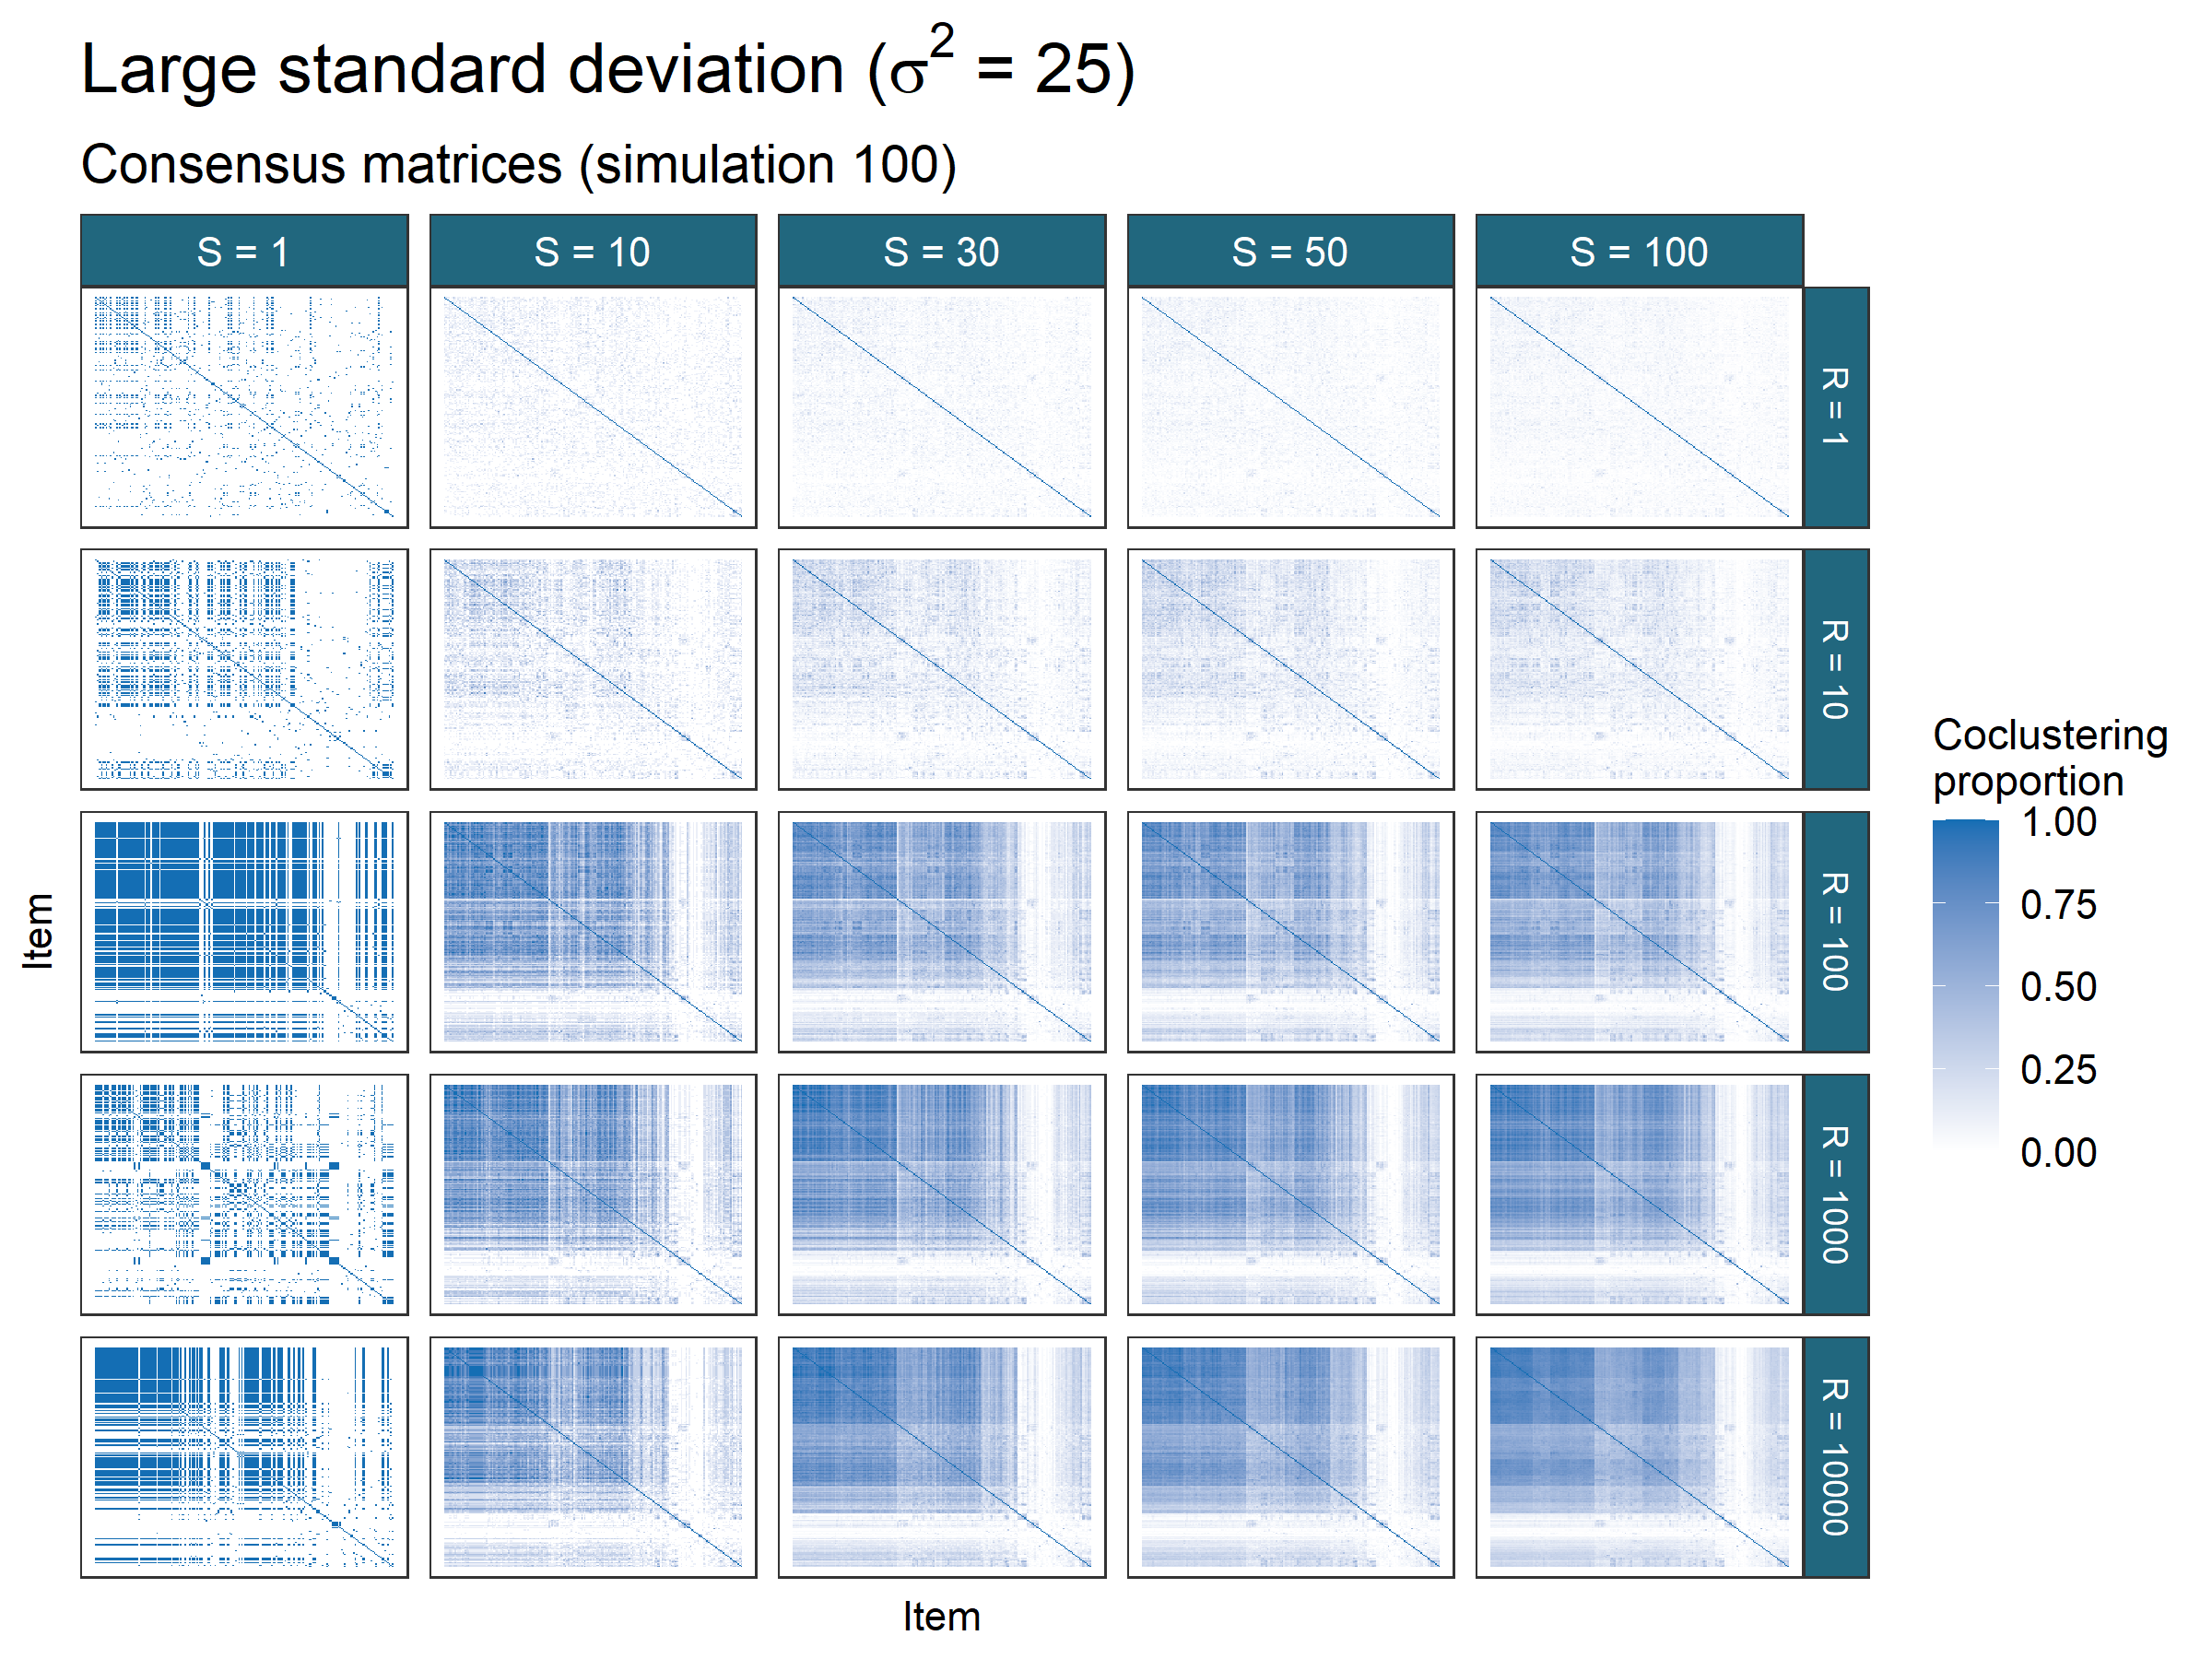 Large standard deviation (σ² = 25)
Consensus matrices (simulation 100)
S = 1
S = 10
S = 30
S = 50
S = 100
R = 1
R = 10
R = 100
R = 1000
R = 10000
Item
Item
Coclustering
proportion
1.00
0.75
0.50
0.25
0.00